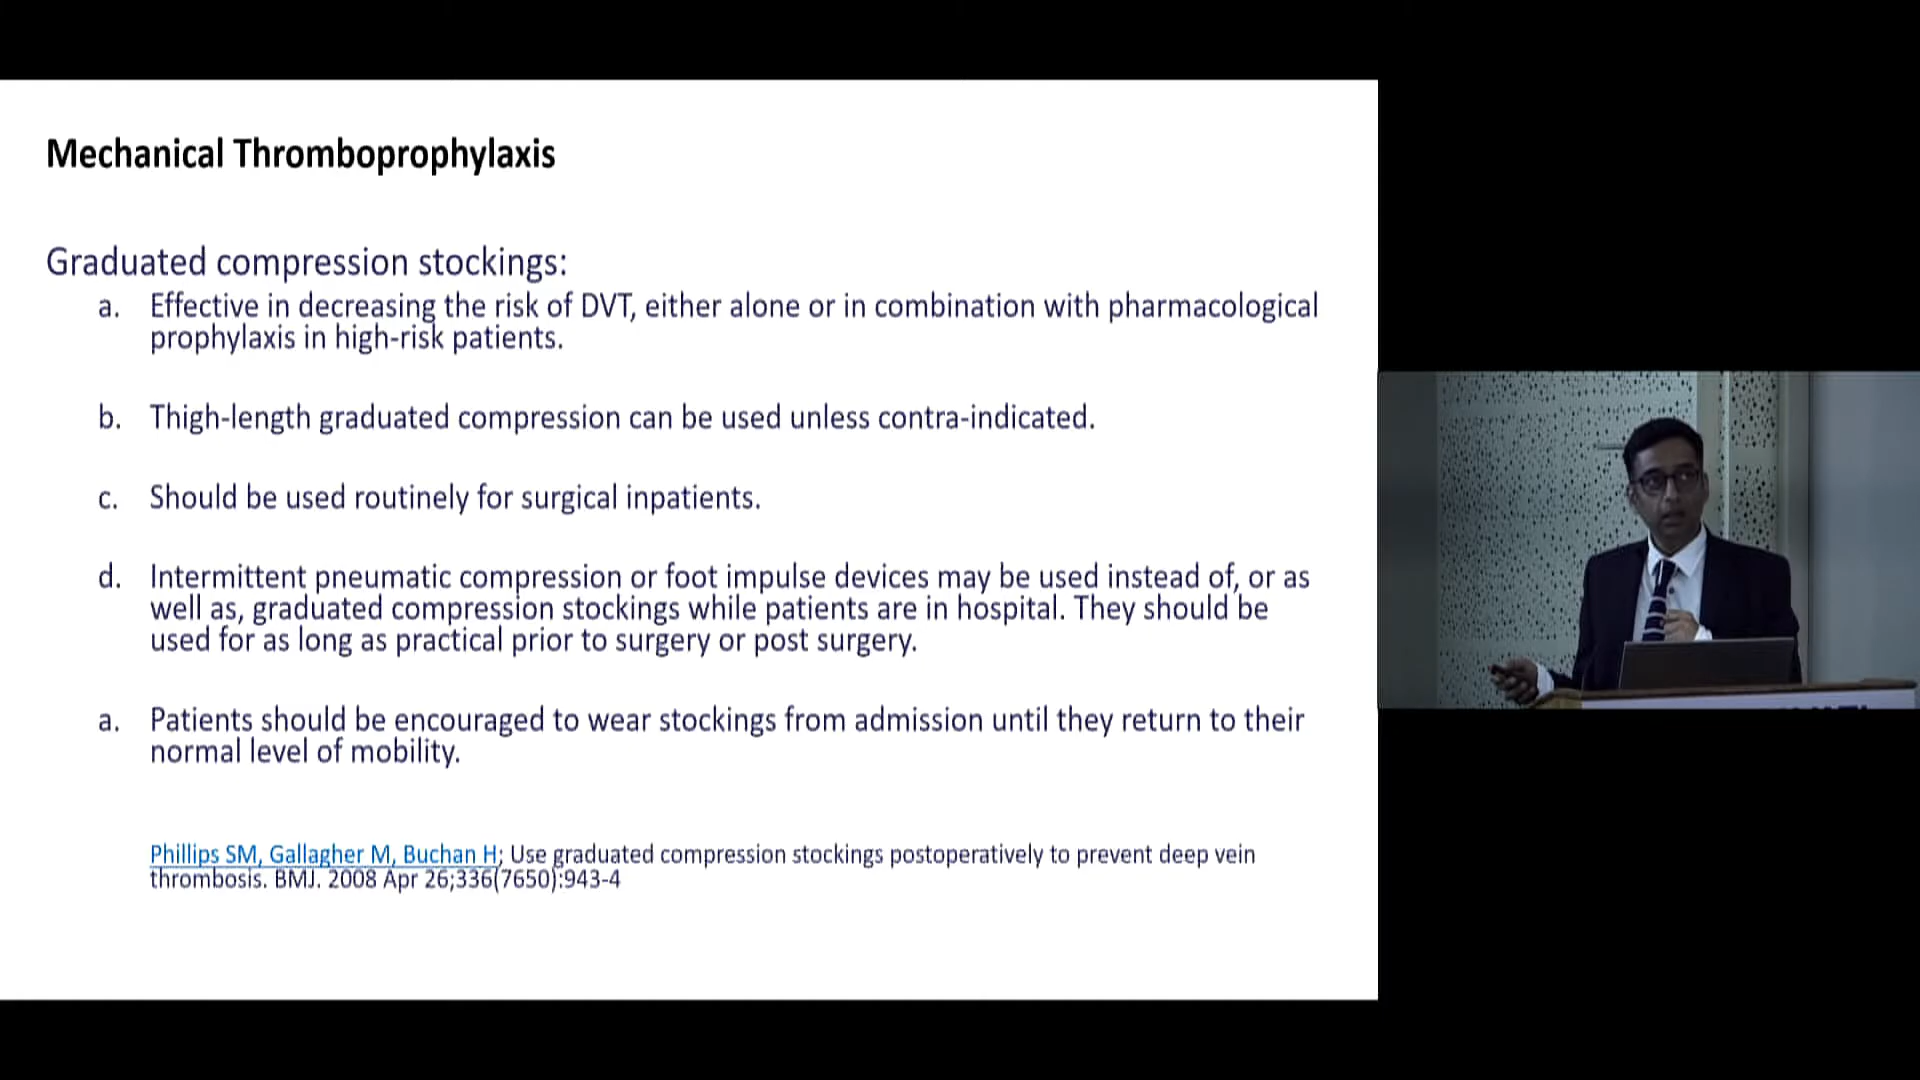 Mechanical Thromboprophylaxis
Graduated compression stockings:
a. Effective in decreasing the risk of DVT, either alone or in combination with pharmacological
prophylaxis in high-risk patients.
b. Thigh-length graduated compression can be used unless contra-indicated.
c. Should be used routinely for surgical inpatients.
d. Intermittent pneumatic compression or foot impulse devices may be used instead of, or as
well as, graduated compression stockings while patients are in hospital. They should be
used for as long as practical prior to surgery or post surgery.
a. Patients should be encouraged to wear stockings from admission until they return to their
normal level of mobility.
Phillips SM, Gallagher M, Buchan H; Use graduated compression stockings postoperatively to prevent deep vein
thrombosis. BMJ. 2008 Apr 26;336(7650):943-4